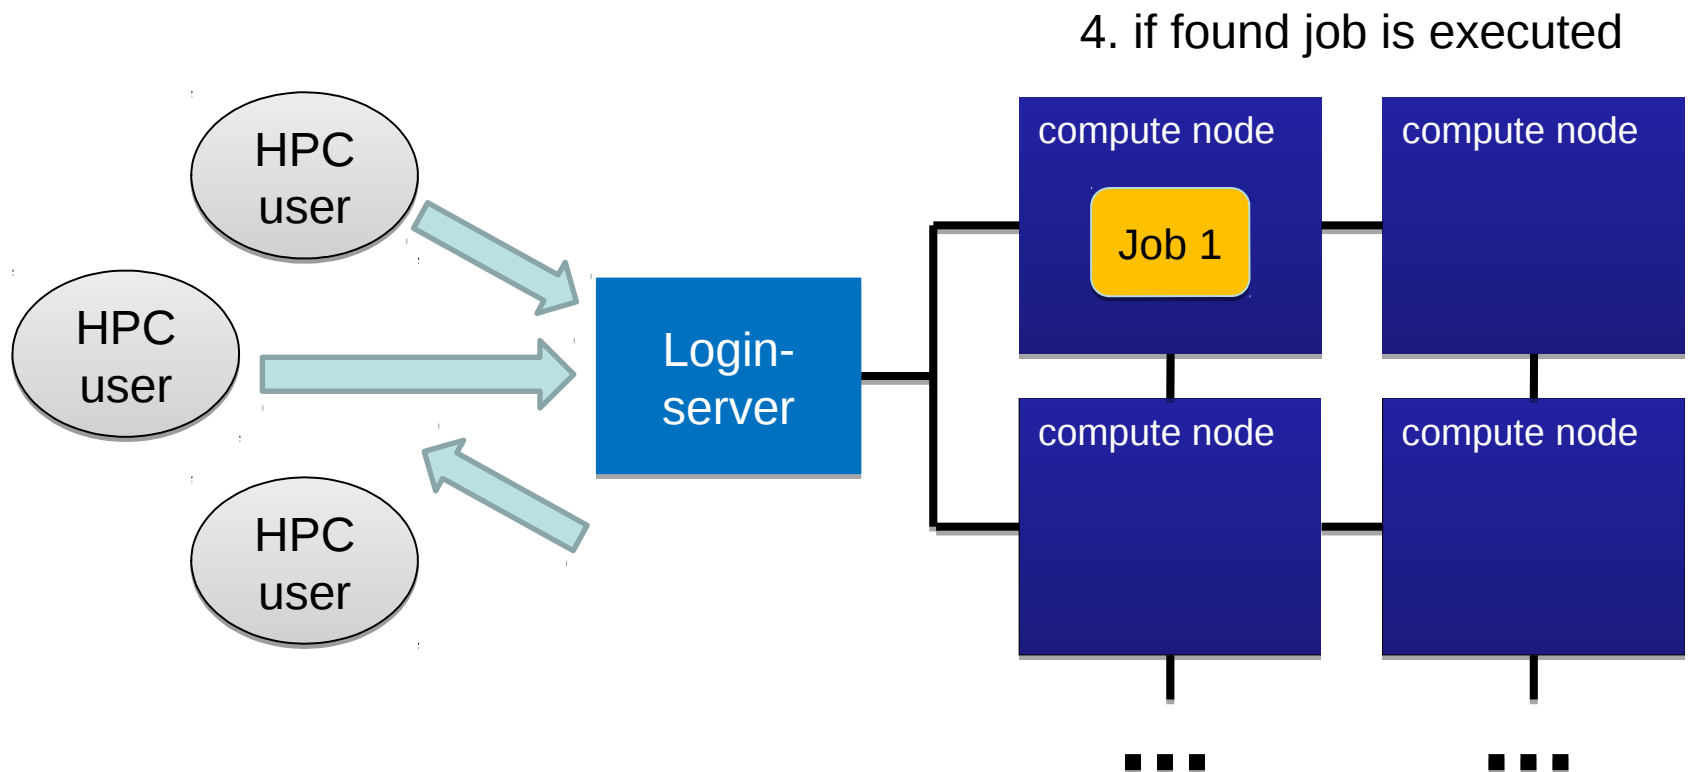 4. if found job is executed
HPC
user
HPC
user
HPC
user
Login-
server
compute node
Job 1
compute node
compute node
compute node
...
...